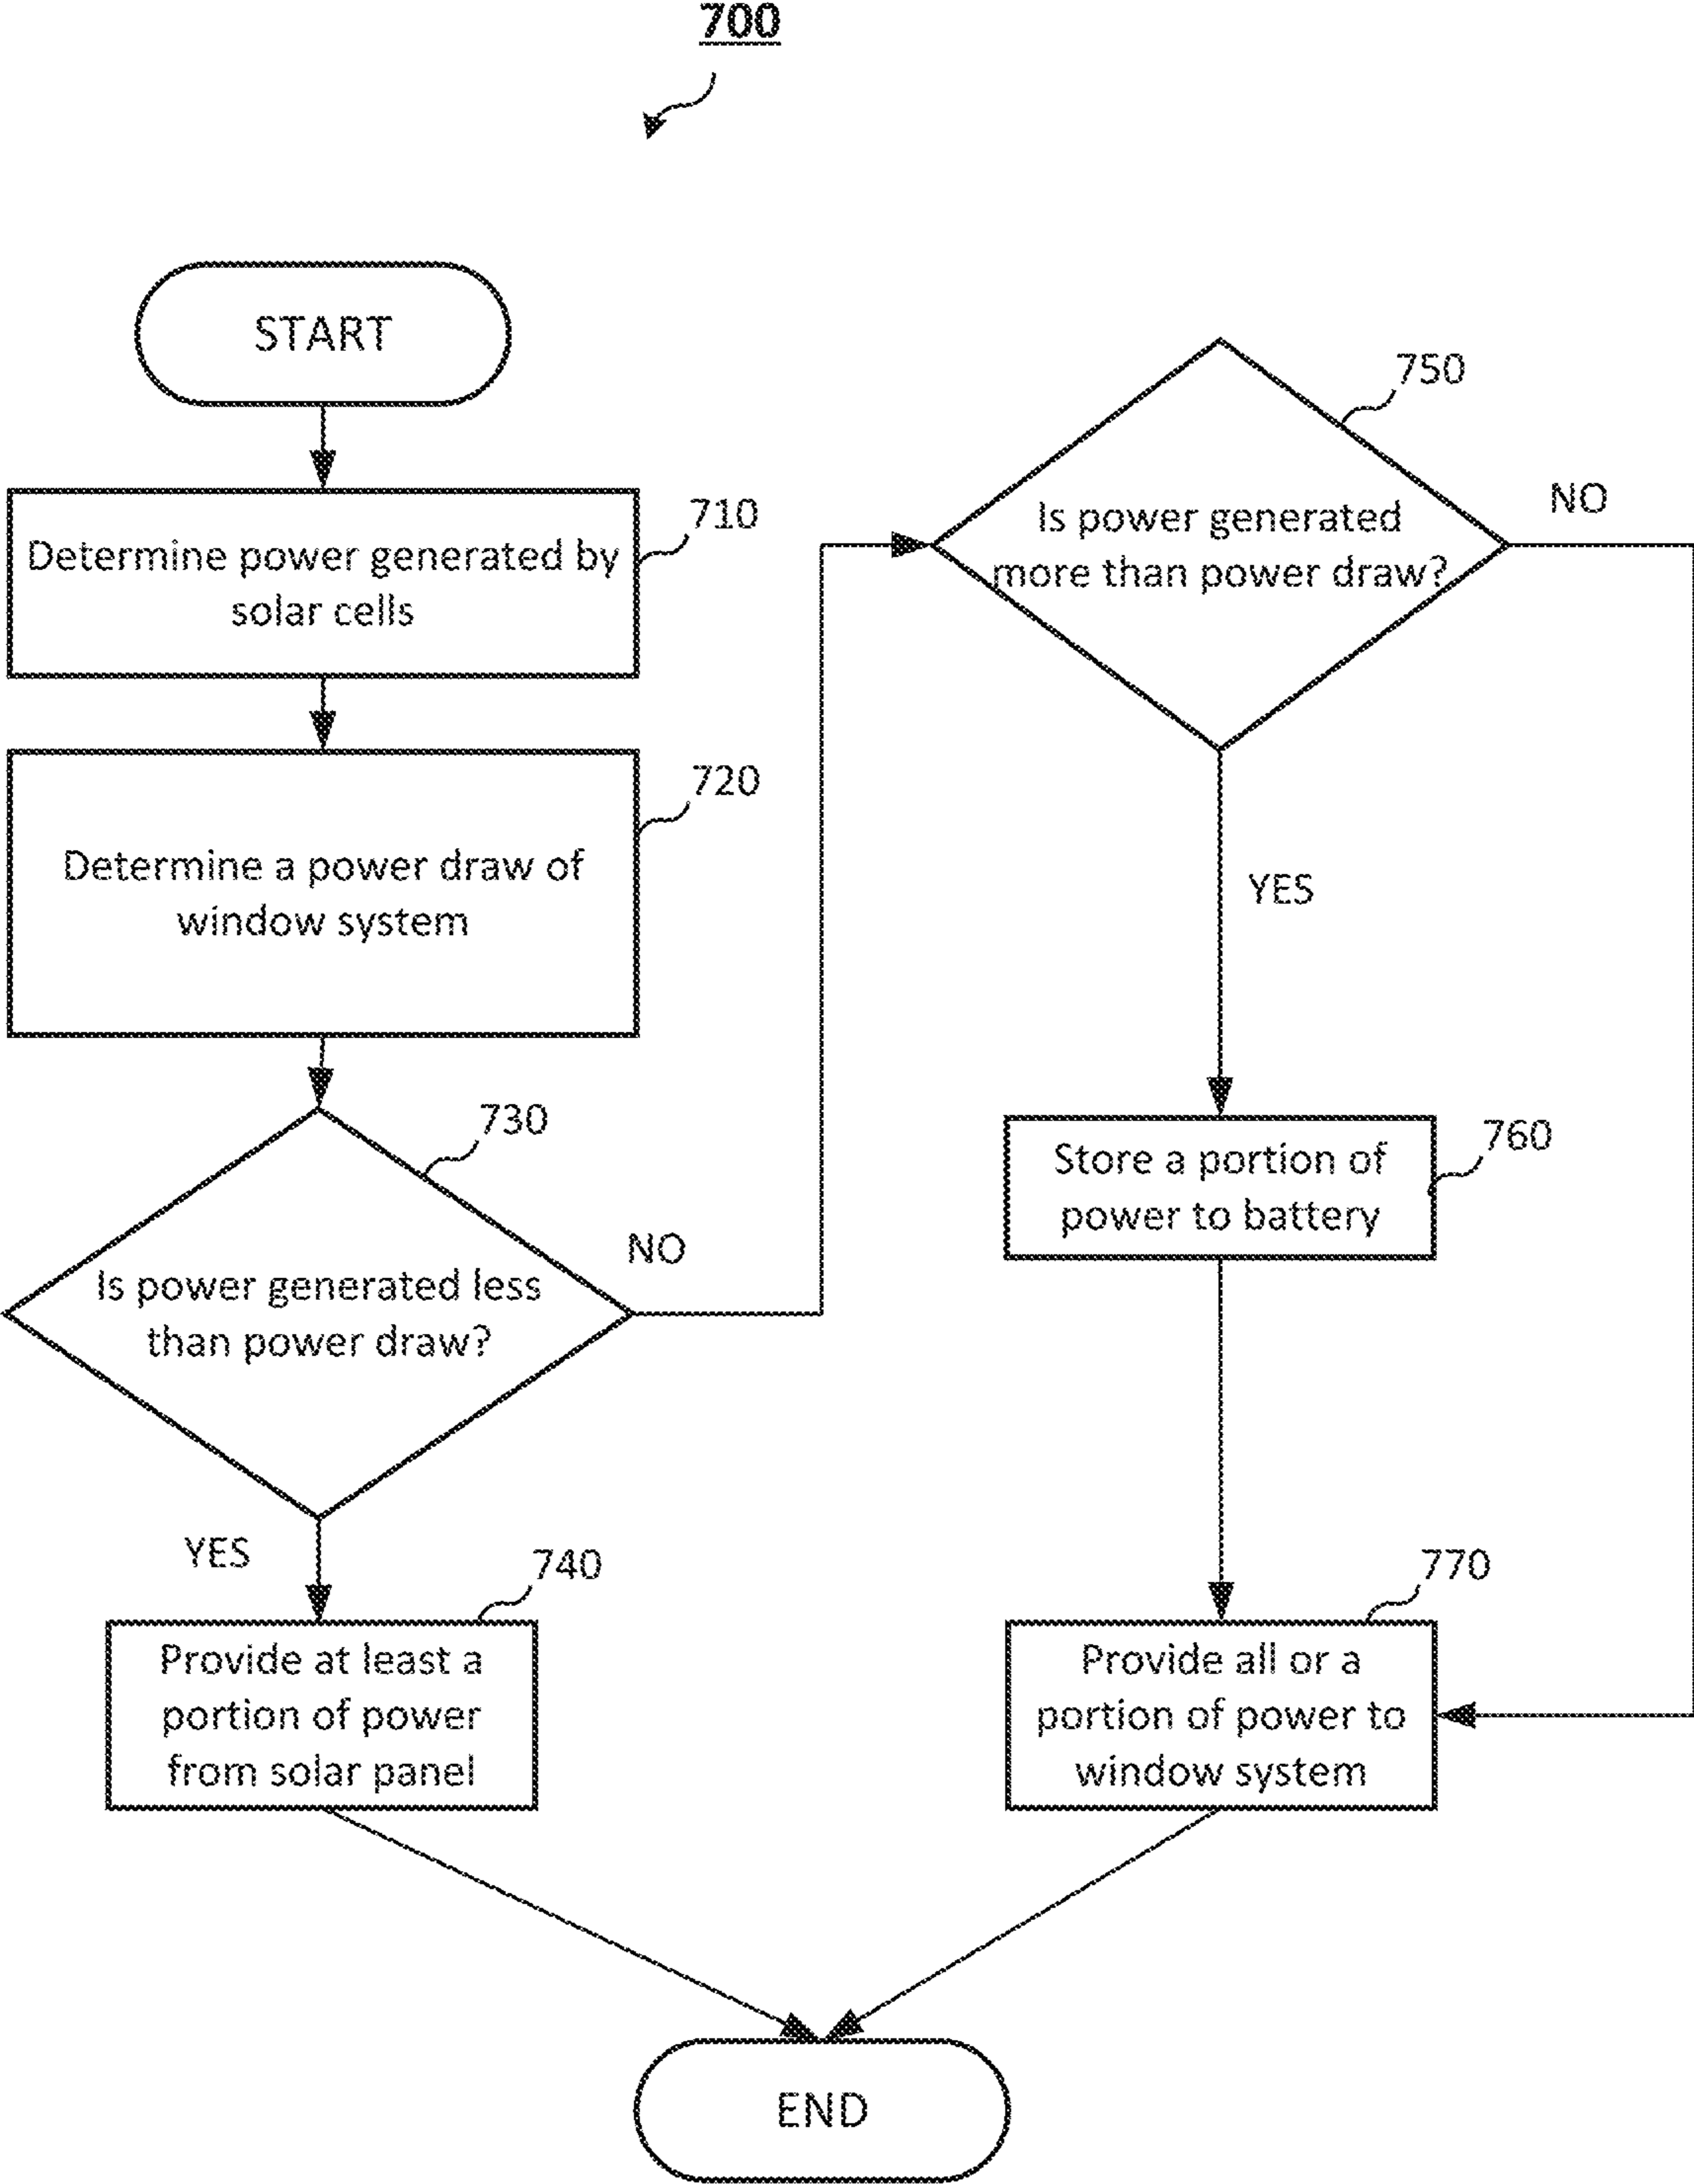 700
START
710
Determine power generated by
solar cells
720
Determine a power draw of
window system
730
Is power generated less
than power draw?
NO
YES
740
Provide at least a
portion of power
from solar panel
750
Is power generated
more than power draw?
NO
YES
760
Store a portion of
power to battery
770
Provide all or a
portion of power to
window system
END